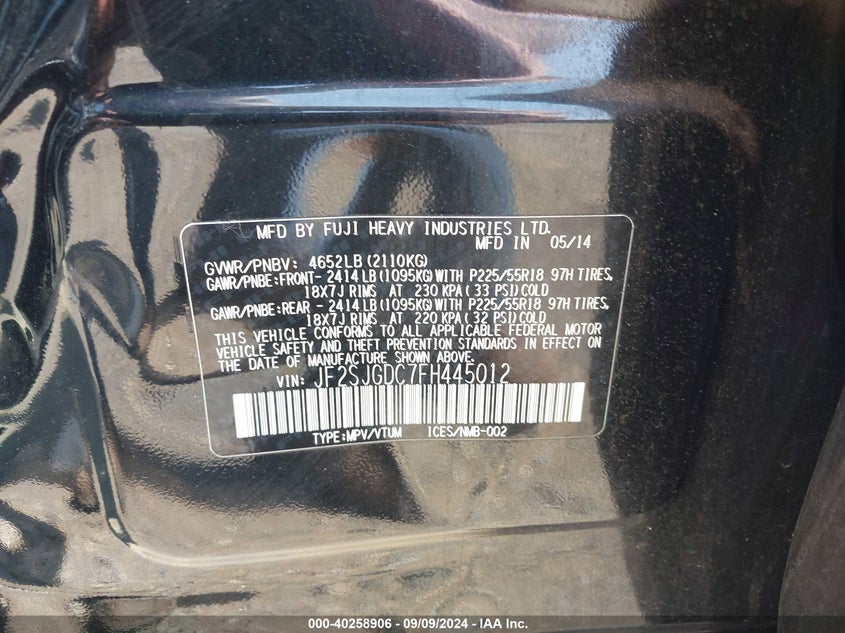 MFD BY FUJI HEAVY INDUSTRIES LTD.
MFD IN 05/14
GVWR/PNBV: 4652LB (2110KG)
GAWR/PNBE:FRONT- 2414LB(1095KG)WITH P225/55R18 97H TIRES,
18X7J RIMS AT 230 KPA( 33 PSI)COLD
GAWR/PNBE:REAR - 2414LB(1095KG)WITH P225/55R18 97H TIRES,
18X7J RIMS AT 220 KPA( 32 PSI)COLD
THIS VEHICLE CONFORMS TO ALL APPLICABLE FEDERAL MOTOR
VEHICLE SAFETY AND THEFT PREVENTION STANDARDS IN EFFECT ON
THE DATE OF MANUFACTURE SHOWN ABOVE.
VIN: JF2SJGDC7FH445012
TYPE:MPV/VTUM ICES/NMB-002
000-40258906 - 09/09/2024 - IAA Inc.